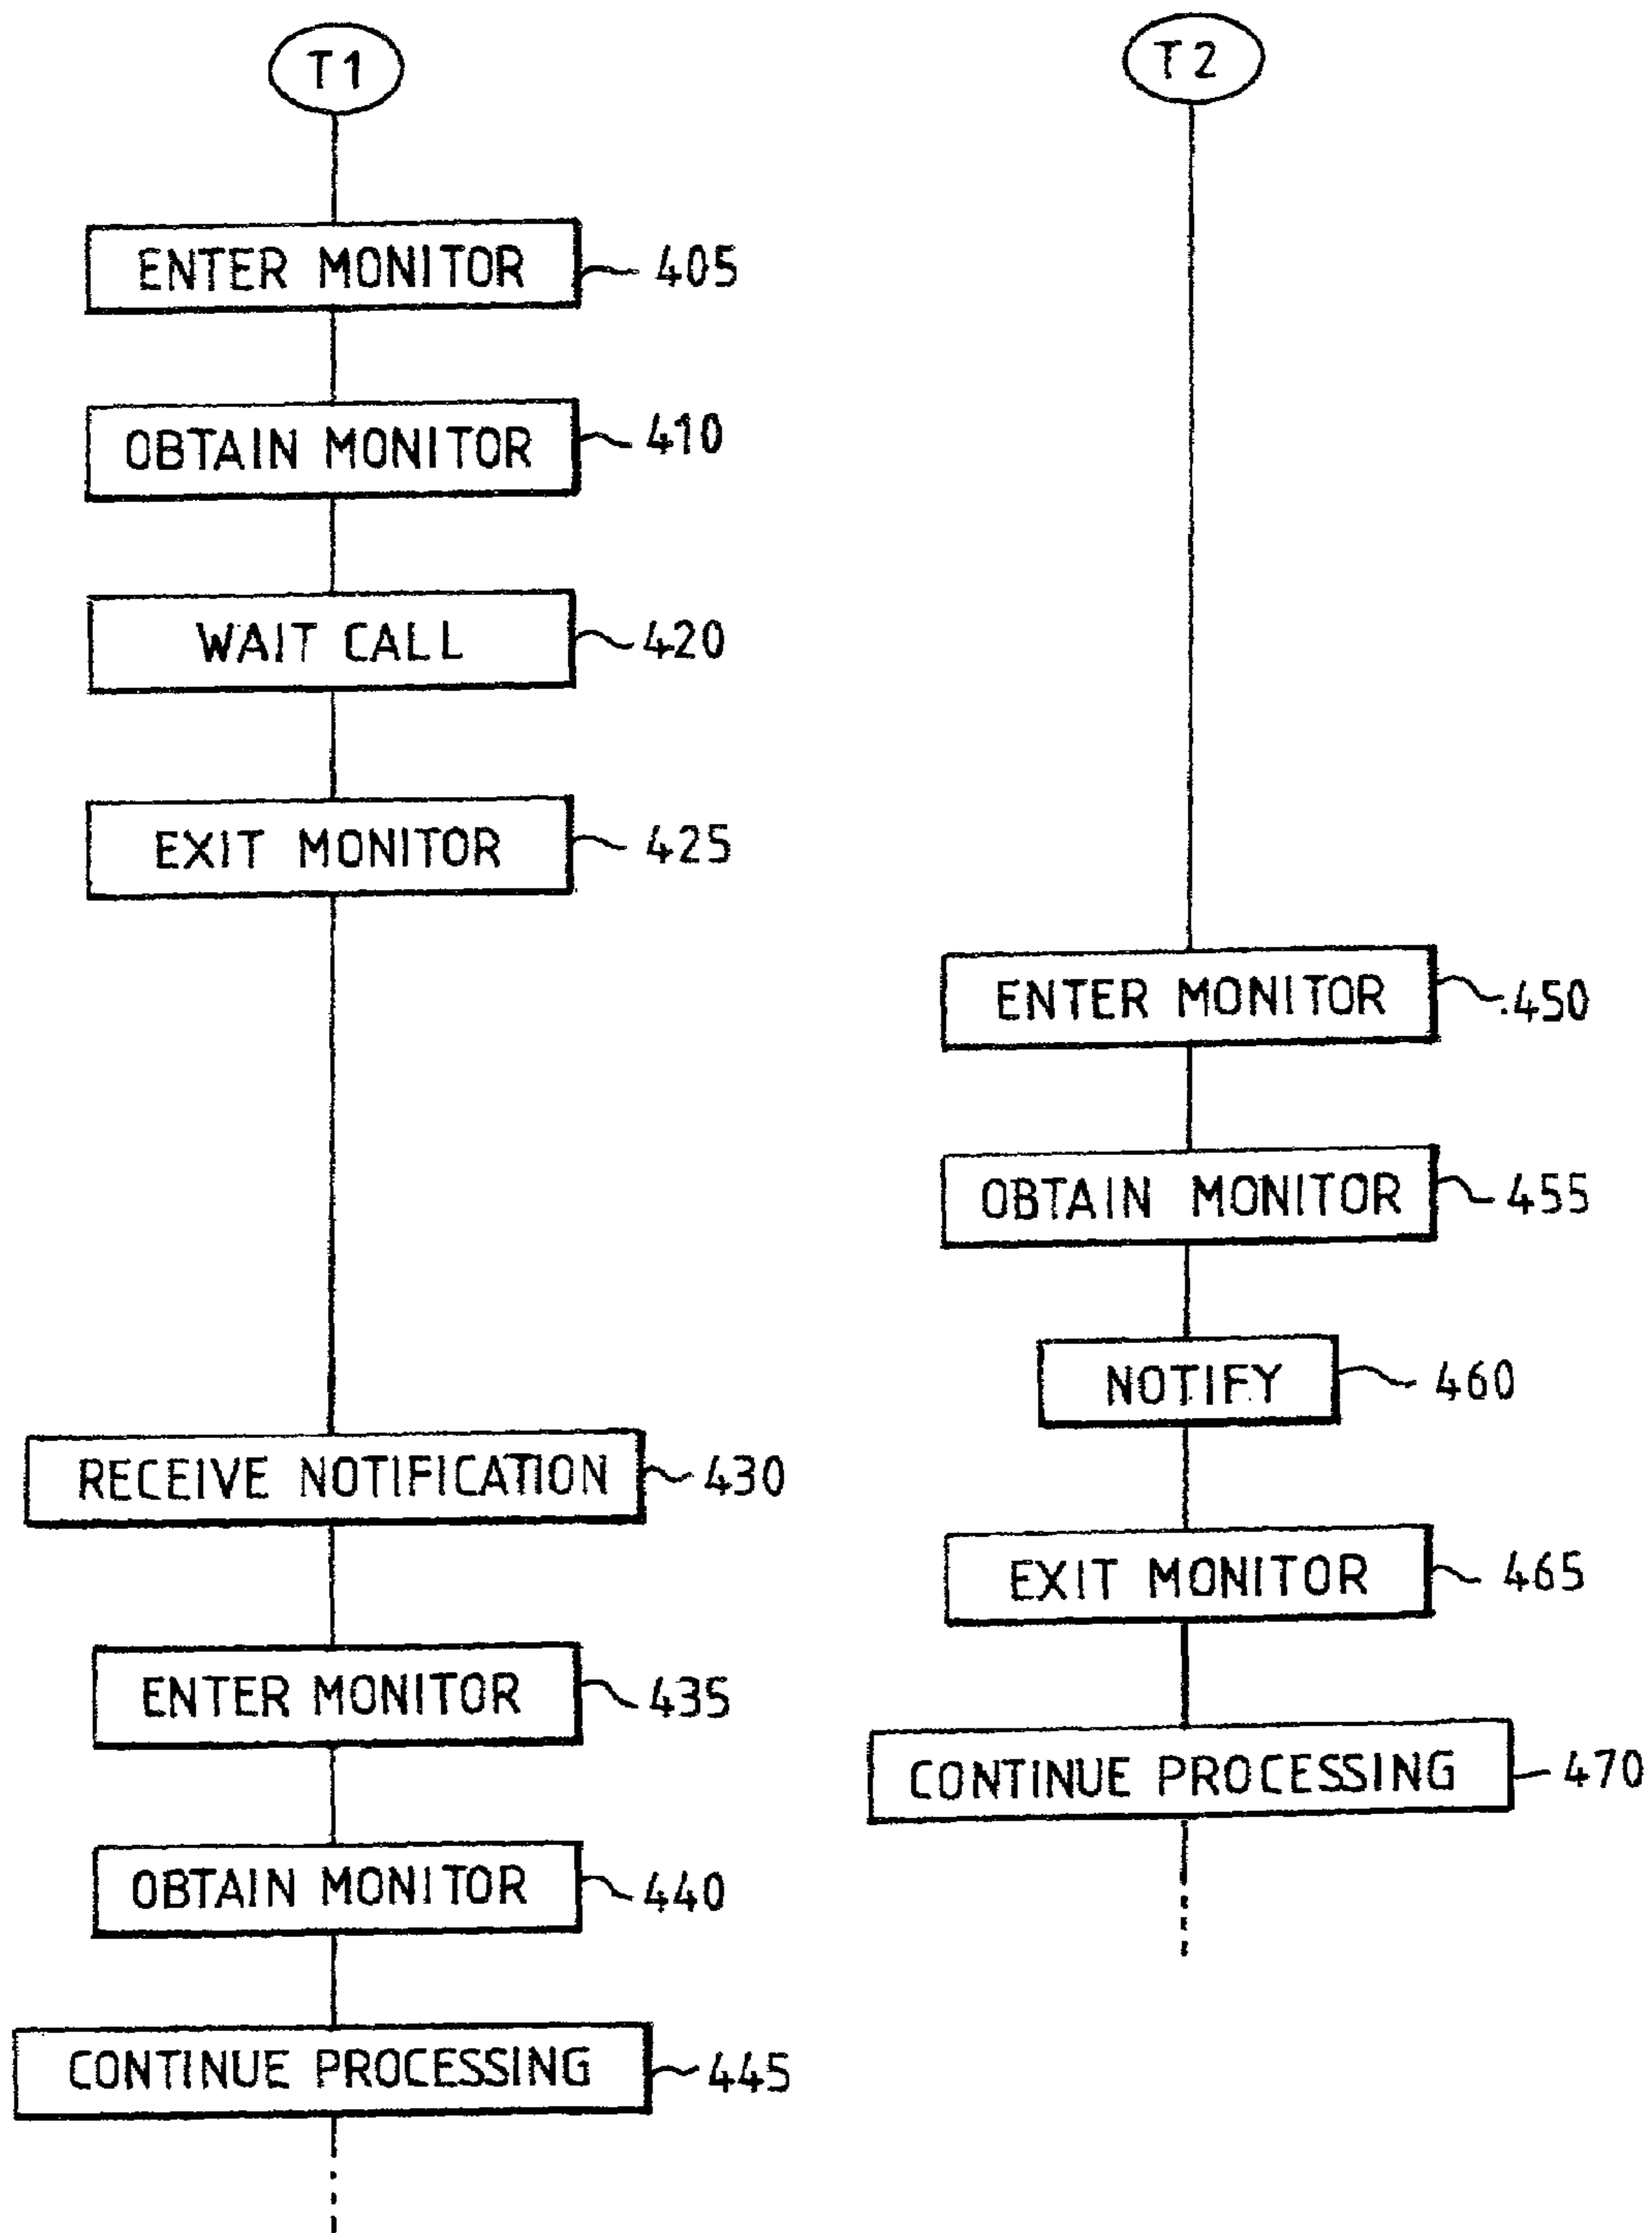 T1
ENTER MONITOR 405
OBTAIN MONITOR 410
WAIT CALL 420
EXIT MONITOR 425
RECEIVE NOTIFICATION 430
ENTER MONITOR 435
OBTAIN MONITOR 440
CONTINUE PROCESSING 445
T2
ENTER MONITOR 450
OBTAIN MONITOR 455
NOTIFY 460
EXIT MONITOR 465
CONTINUE PROCESSING 470